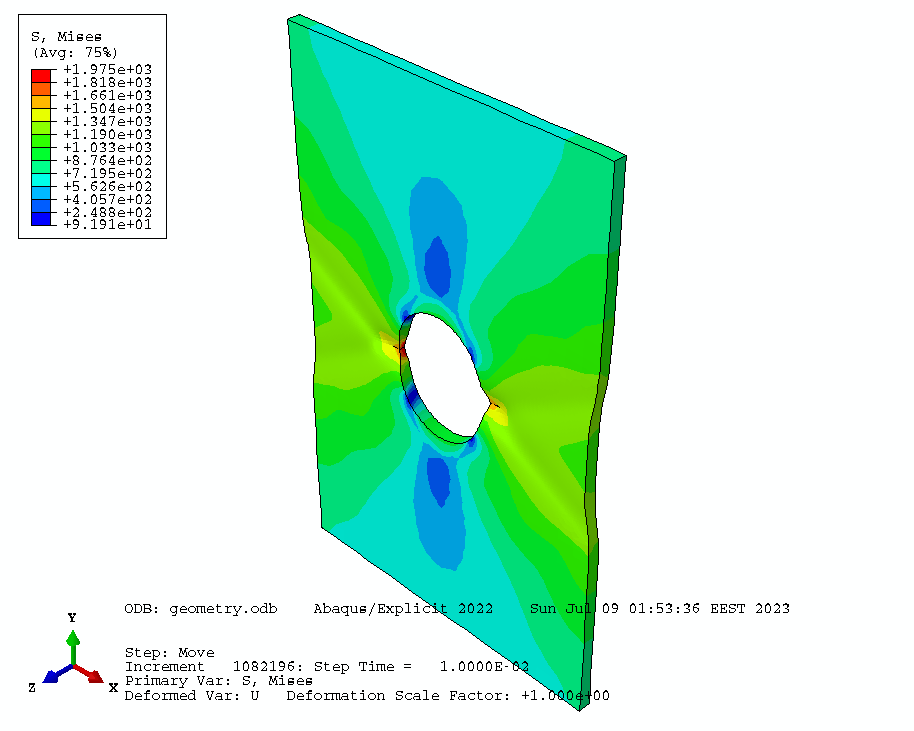 S, Mises
(Avg: 75%)
+1.975e+03
+1.818e+03
+1.661e+03
+1.504e+03
+1.347e+03
+1.190e+03
+1.033e+03
+8.764e+02
+7.195e+02
+5.626e+02
+4.057e+02
+2.488e+02
+9.191e+01
ODB: geometry.odb Abaqus/Explicit 2022 Sun Jul 09 01:53:36 EEST 2023
Y
Z X
Step: Move
Increment 1082196: Step Time = 1.0000E-02
Primary Var: S, Mises
Deformed Var: U Deformation Scale Factor: +1.000e+00